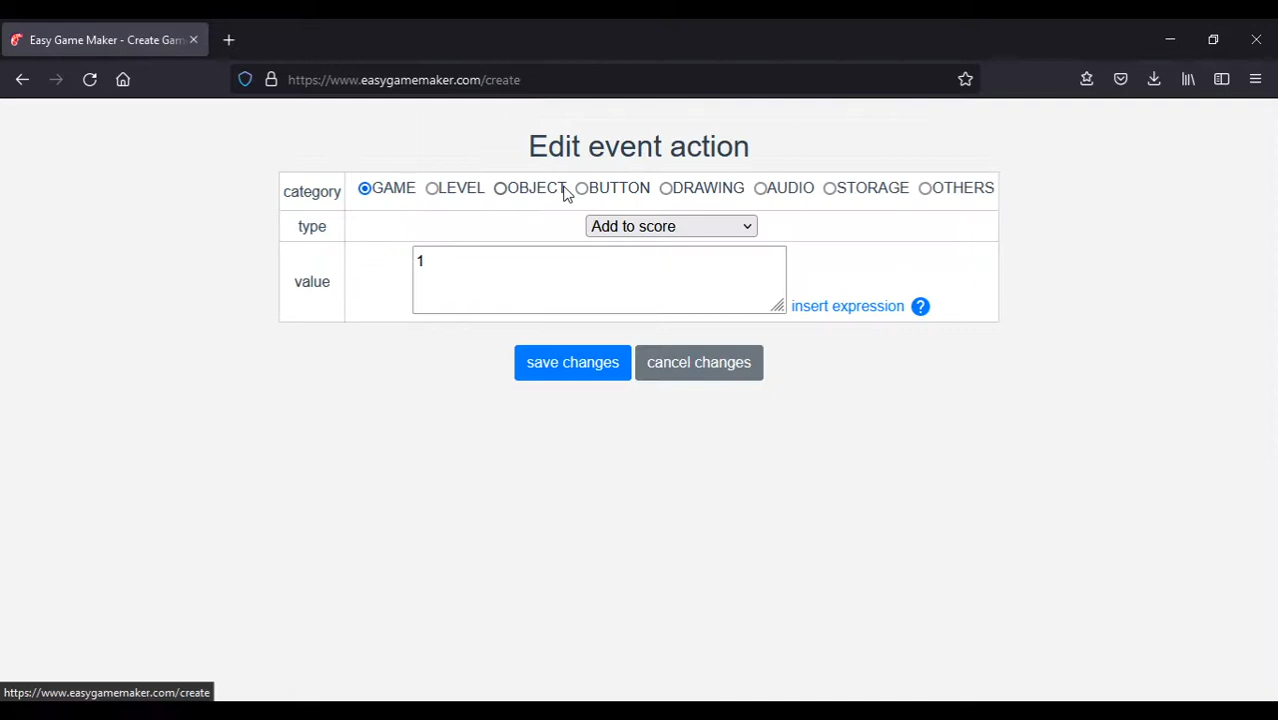 Easy Game Maker - Create Gam
https://www.easygamemaker.com/create
Edit event action
category GAME LEVEL OBJECT BUTTON DRAWING AUDIO STORAGE OTHERS
type Add to score
value 1
insert expression ?
save changes cancel changes
https://www.easygamemaker.com/create